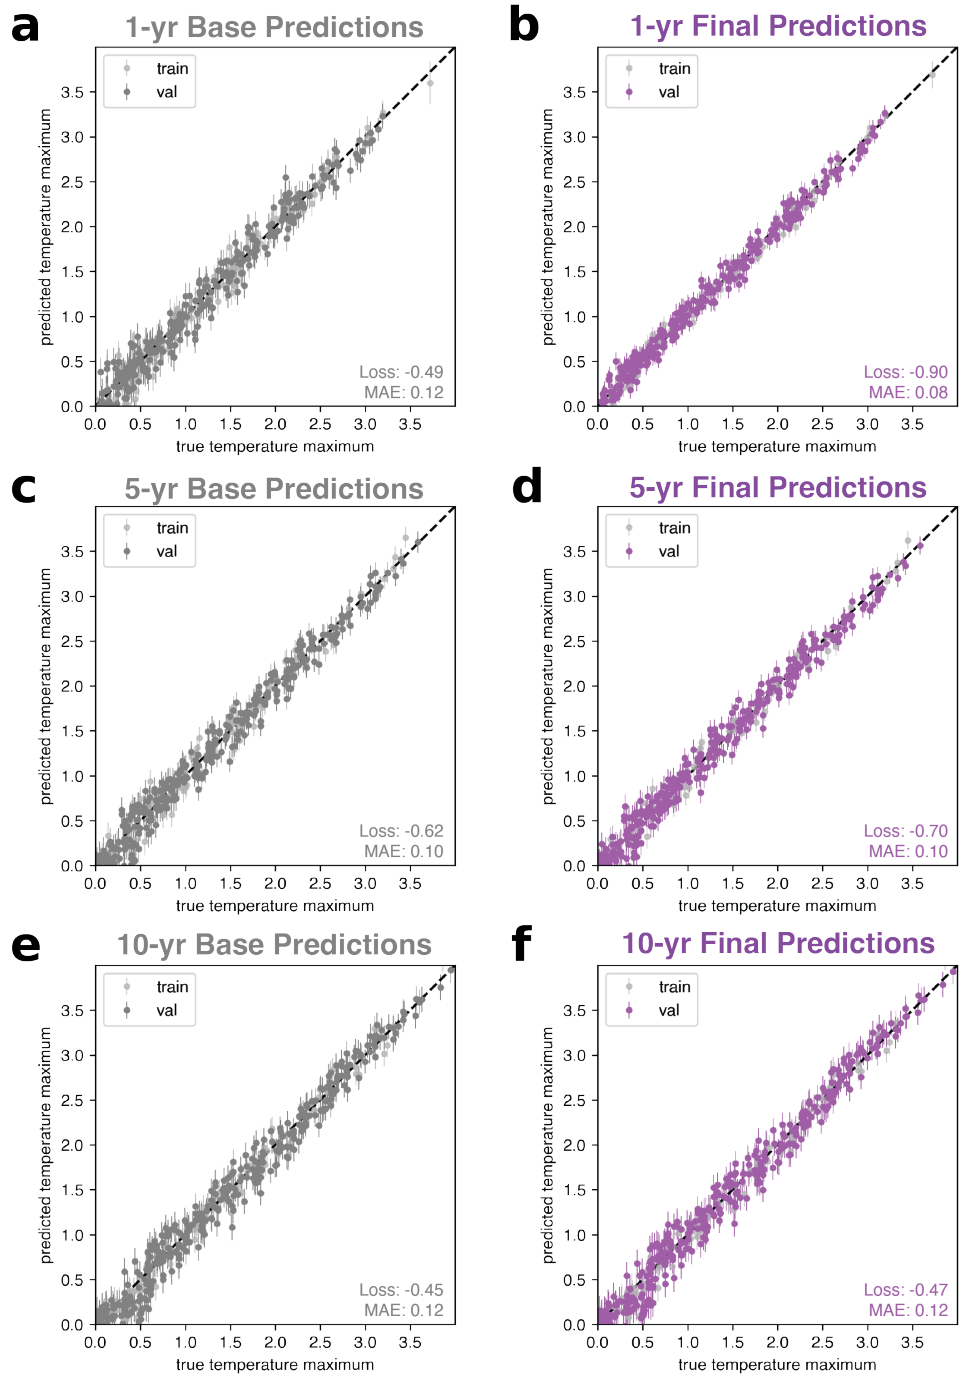 a
1-yr Base Predictions
train
val
predicted temperature maximum
3.5
3.0
2.5
2.0
1.5
1.0
0.5
0.0
Loss: -0.49
MAE: 0.12
0.0 0.5 1.0 1.5 2.0 2.5 3.0 3.5
true temperature maximum
b
1-yr Final Predictions
train
val
predicted temperature maximum
3.5
3.0
2.5
2.0
1.5
1.0
0.5
0.0
Loss: -0.90
MAE: 0.08
0.0 0.5 1.0 1.5 2.0 2.5 3.0 3.5
true temperature maximum
c
5-yr Base Predictions
train
val
predicted temperature maximum
3.5
3.0
2.5
2.0
1.5
1.0
0.5
0.0
Loss: -0.62
MAE: 0.10
0.0 0.5 1.0 1.5 2.0 2.5 3.0 3.5
true temperature maximum
d
5-yr Final Predictions
train
val
predicted temperature maximum
3.5
3.0
2.5
2.0
1.5
1.0
0.5
0.0
Loss: -0.70
MAE: 0.10
0.0 0.5 1.0 1.5 2.0 2.5 3.0 3.5
true temperature maximum
e
10-yr Base Predictions
train
val
predicted temperature maximum
3.5
3.0
2.5
2.0
1.5
1.0
0.5
0.0
Loss: -0.45
MAE: 0.12
0.0 0.5 1.0 1.5 2.0 2.5 3.0 3.5
true temperature maximum
f
10-yr Final Predictions
train
val
predicted temperature maximum
3.5
3.0
2.5
2.0
1.5
1.0
0.5
0.0
Loss: -0.47
MAE: 0.12
0.0 0.5 1.0 1.5 2.0 2.5 3.0 3.5
true temperature maximum